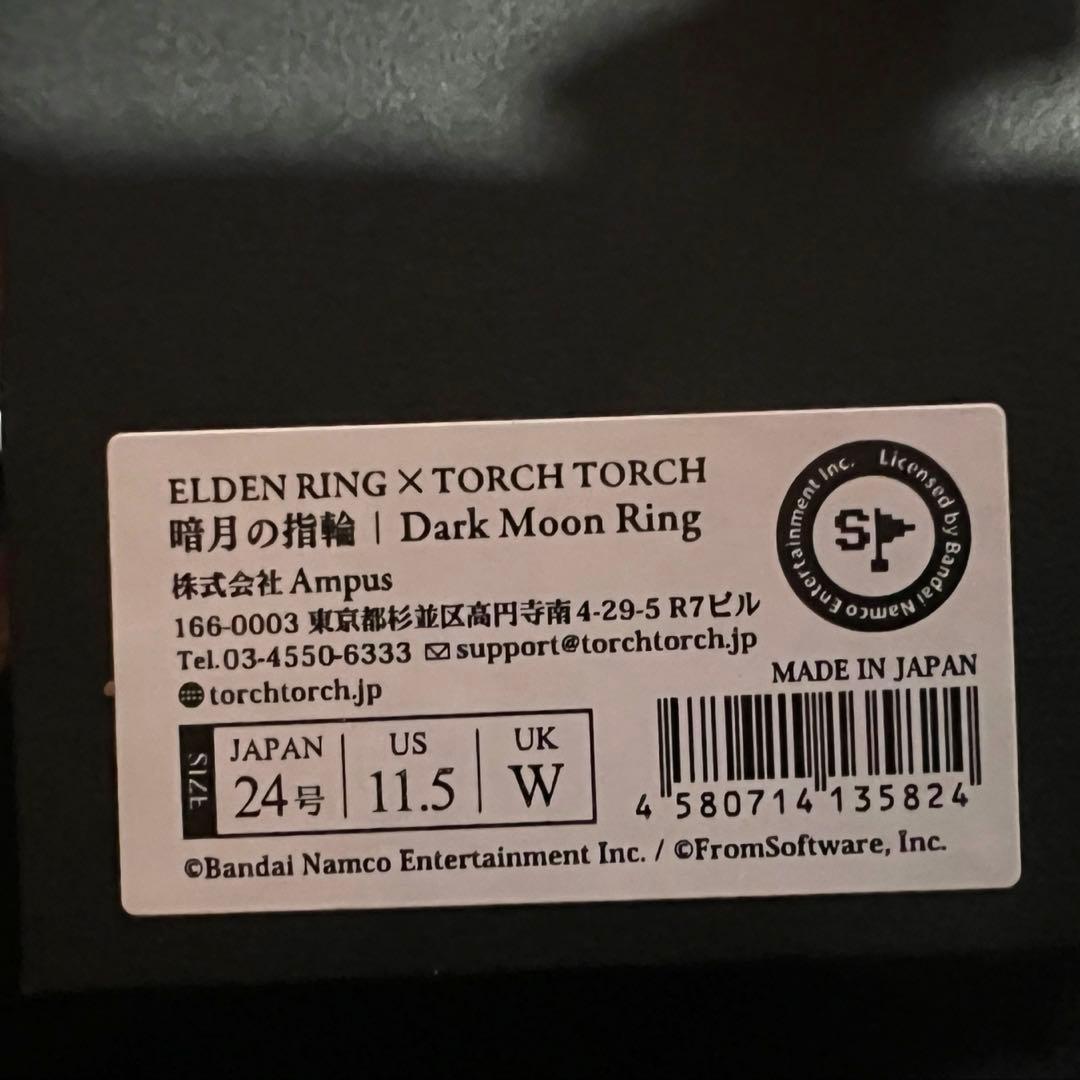 ELDEN RING × TORCH TORCH
暗月の指輪 | Dark Moon Ring
株式会社 Ampus
166-0003 東京都杉並区高円寺南4-29-5 R7ビル
Tel.03-4550-6333 support@torchtorch.jp
torchtorch.jp
Licensed by Bandai Namco Entertainment Inc.
SP
MADE IN JAPAN
SIZE
JAPAN US UK
24号 11.5 W
4 580714 135824
©Bandai Namco Entertainment Inc. / ©FromSoftware, Inc.